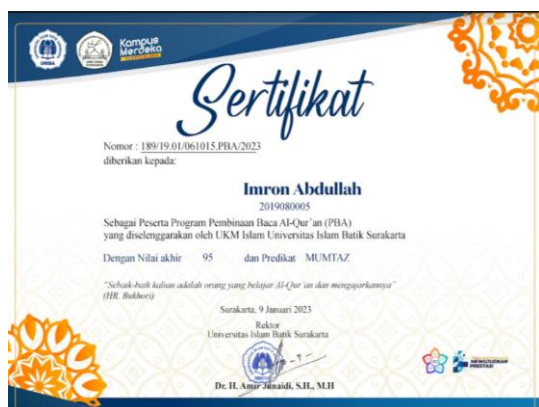 UNIBA
Kampus
Merdeka
Sertifikat
Nomor : 189/19.01/061015.PBA/2023
diberikan kepada:
Imron Abdullah
2019080005
Sebagai Peserta Program Pembinaan Baca Al-Qur'an (PBA)
yang diselenggarakan oleh UKM Islam Universitas Islam Batik Surakarta
Dengan Nilai akhir 95 dan Predikat MUMTAZ
"Sebaik-baik kalian adalah orang yang belajar Al-Qur'an dan mengajarkannya"
(HR. Bukhori)
Surakarta, 9 Januari 2023
Rektor
Universitas Islam Batik Surakarta
Dr. H. Amir Junaidi, S.H., M.H
MEWUJUDKAN
PRESTASI